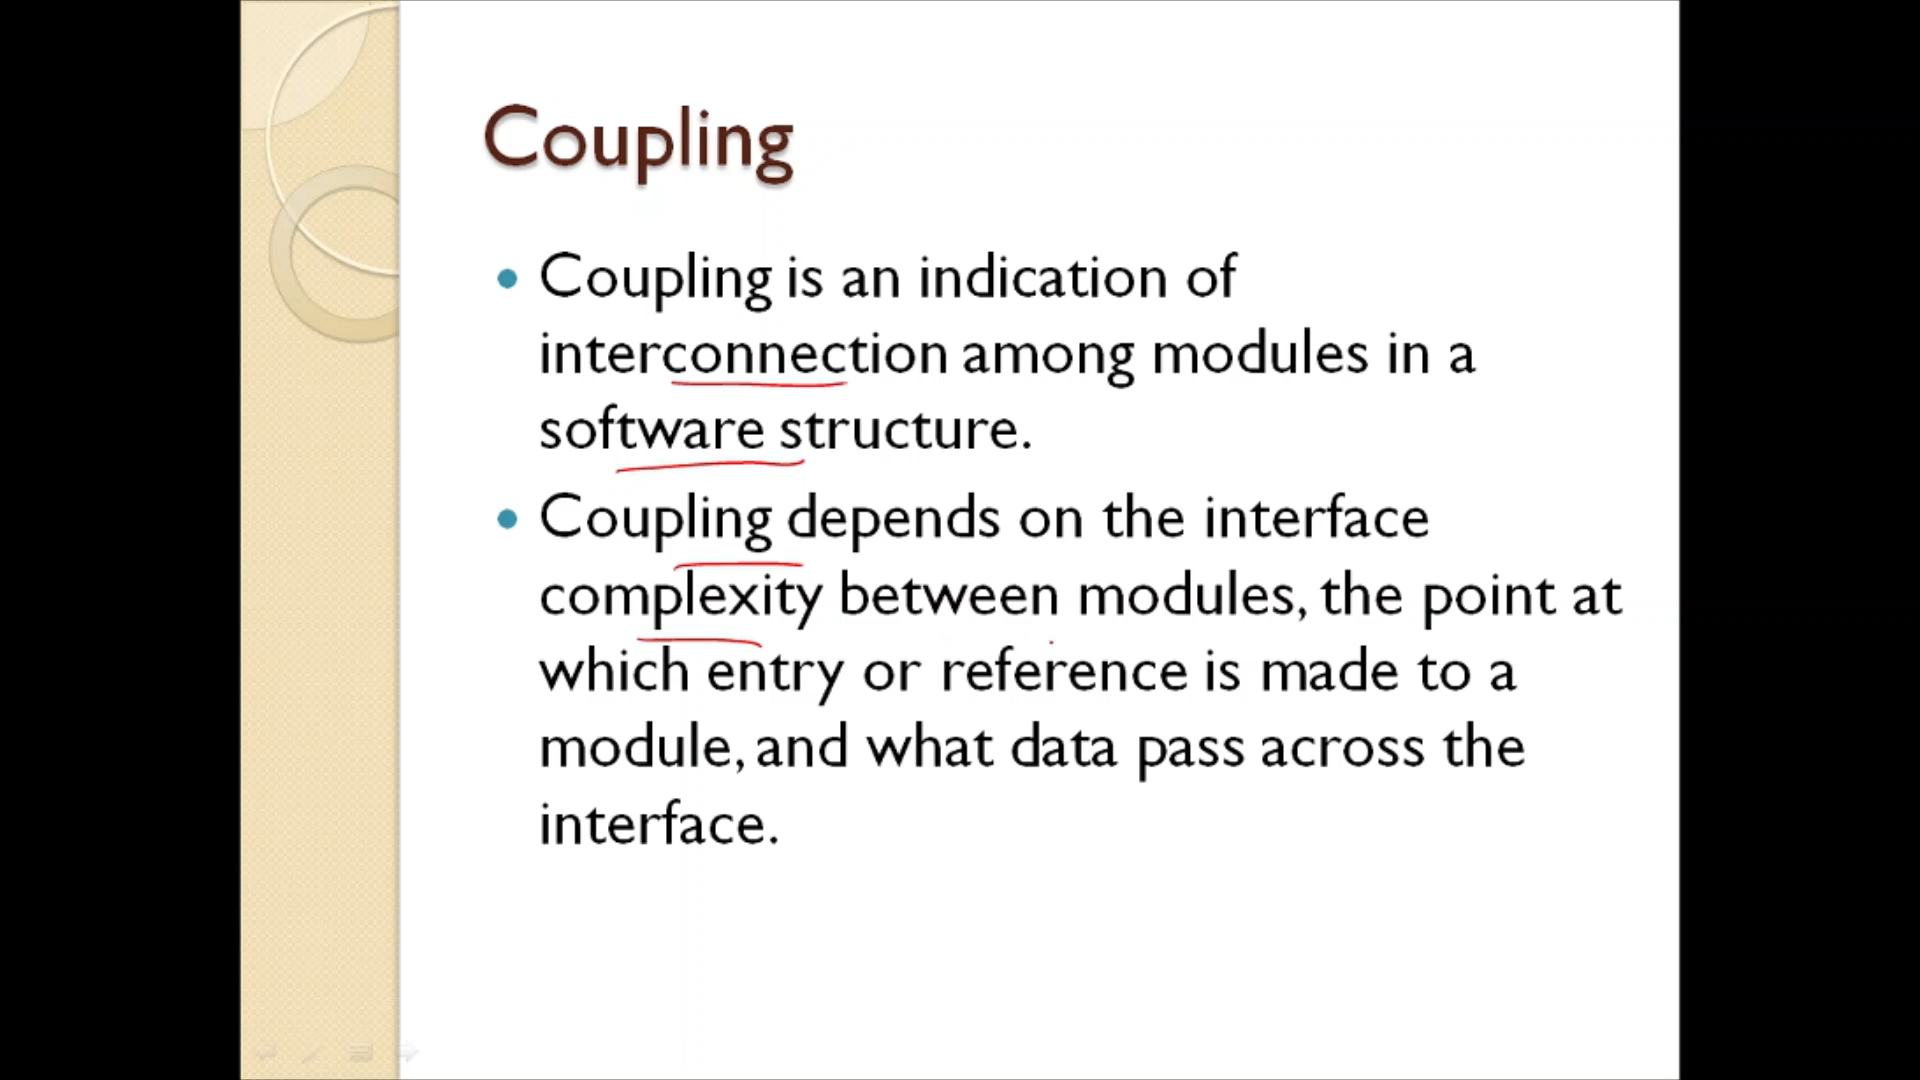 Coupling
Coupling is an indication of
interconnection among modules in a
software structure.
Coupling depends on the interface
complexity between modules, the point at
which entry or reference is made to a
module, and what data pass across the
interface.